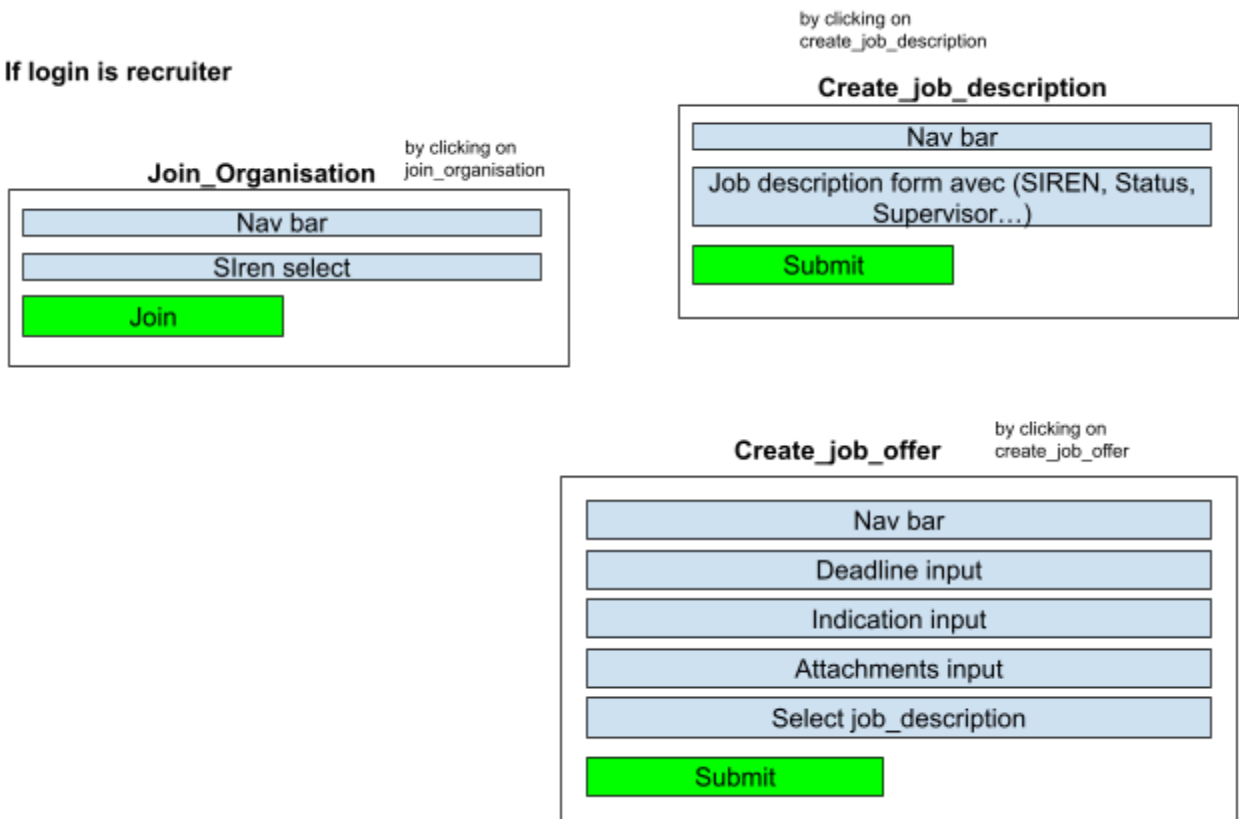 If login is recruiter
by clicking on
join_organisation
Join_Organisation
Nav bar
SIren select
Join
by clicking on
create_job_description
Create_job_description
Nav bar
Job description form avec (SIREN, Status,
Supervisor…)
Submit
by clicking on
create_job_offer
Create_job_offer
Nav bar
Deadline input
Indication input
Attachments input
Select job_description
Submit